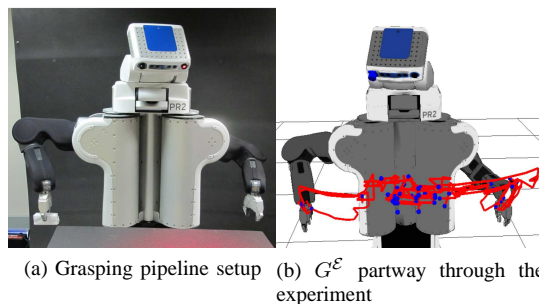 PR2
PR2
(a) Grasping pipeline setup
(b) G^ℰ partway through the
experiment